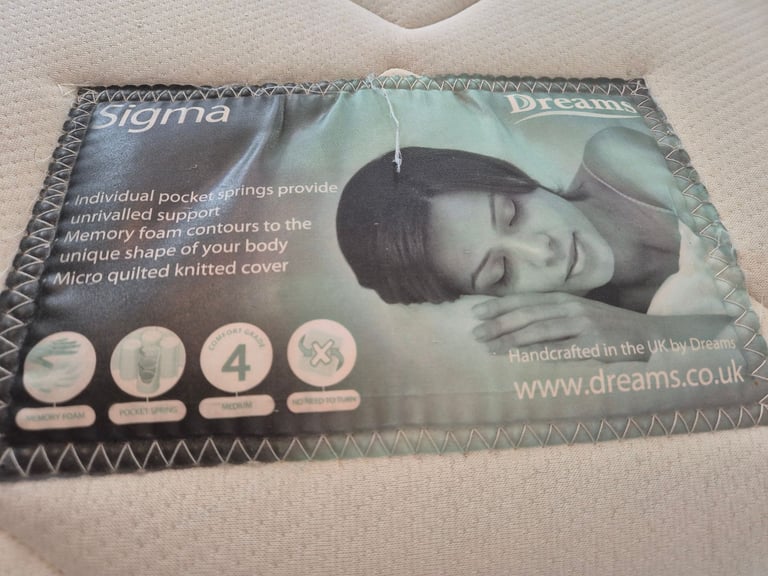 Sigma
Dreams
Individual pocket springs provide
unrivalled support
Memory foam contours to the
unique shape of your body
Micro quilted knitted cover
COMFORT GRADE
4
MEMORY FOAM
POCKET SPRING
MEDIUM
NO NEED TO TURN
Handcrafted in the UK by Dreams
www.dreams.co.uk